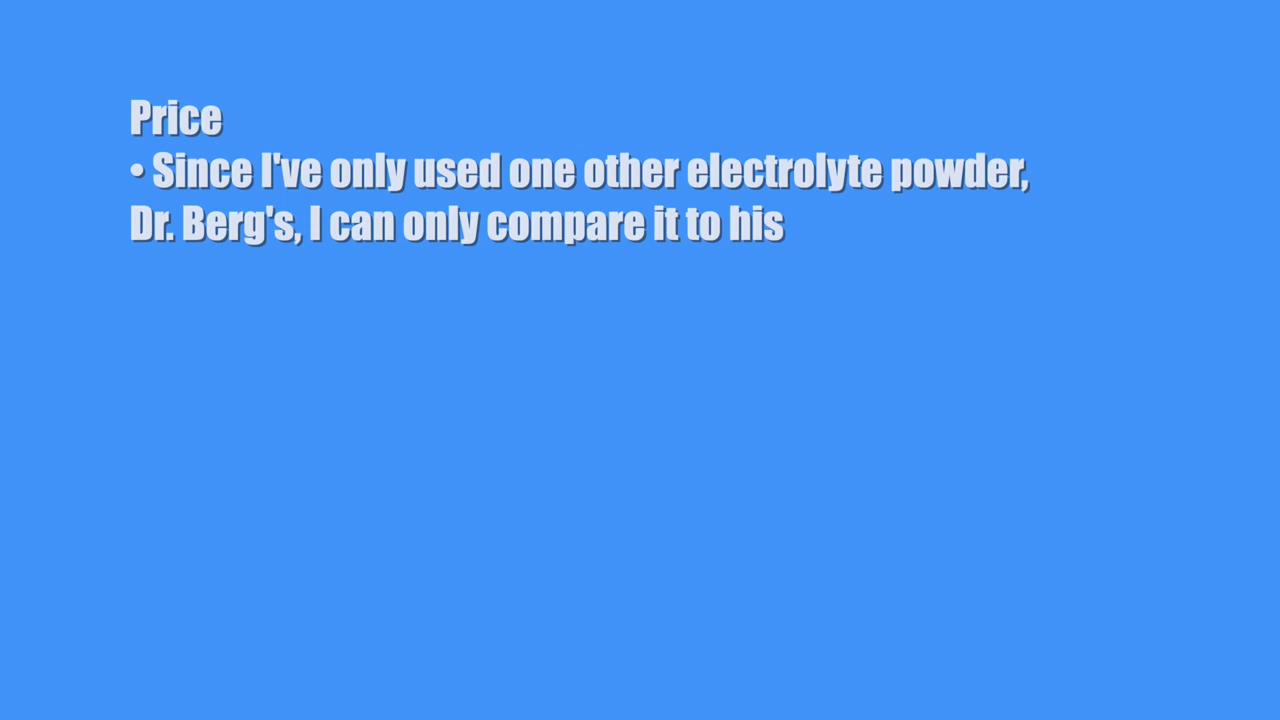 Price
• Since I've only used one other electrolyte powder,
Dr. Berg's, I can only compare it to his